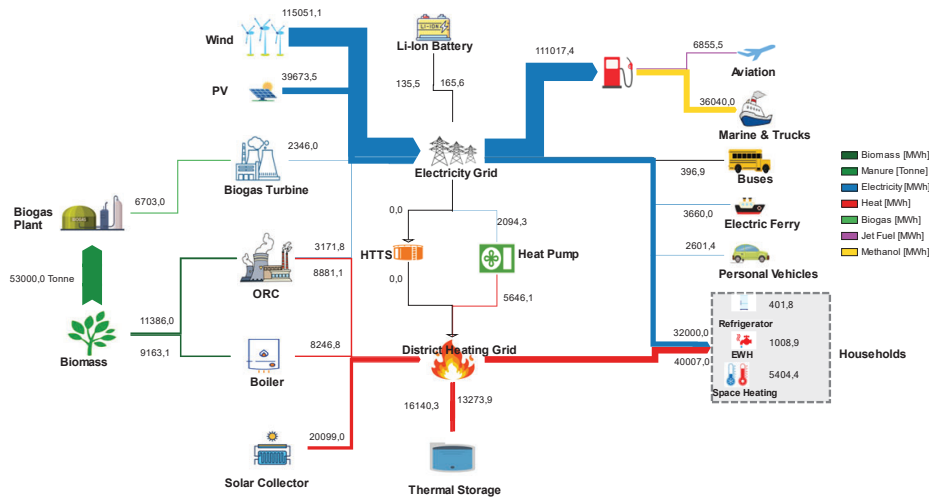 115051,1
Wind
39673,5
PV
Li-Ion Battery
LI-ION
135,5
165,6
111017,4
6855,5
Aviation
36040,0
Marine & Trucks
2346,0
Biogas Turbine
Electricity Grid
396,9
Buses
Biomass [MWh]
Manure [Tonne]
Electricity [MWh]
Heat [MWh]
Biogas [MWh]
Jet Fuel [MWh]
Methanol [MWh]
Biogas
Plant
6703,0
3660,0
Electric Ferry
0,0
2094,3
HTTS
Heat Pump
0,0
5646,1
2601,4
Personal Vehicles
53000,0 Tonne
3171,8
8881,1
ORC
11386,0
9163,1
Biomass
8246,8
Boiler
District Heating Grid
32000,0
40007,0
401,8
Refrigerator
1008,9
EWH
5404,4
Space Heating
Households
16140,3
13273,9
20099,0
Solar Collector
Thermal Storage